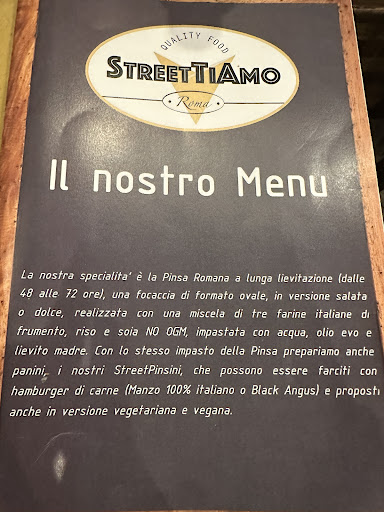 QUALITY FOOD
STREETTIAMO
Roma
Il nostro Menu
La nostra specialita' è la Pinsa Romana a lunga lievitazione (dalle
48 alle 72 ore), una focaccia di formato ovale, in versione salata
o dolce, realizzata con una miscela di tre farine italiane di
frumento, riso e soia NO OGM, impastata con acqua, olio evo e
lievito madre. Con lo stesso impasto della Pinsa prepariamo anche
panini, i nostri StreetPinsini, che possono essere farciti con
hamburger di carne (Manzo 100% italiano o Black Angus) e proposti
anche in versione vegetariana e vegana.